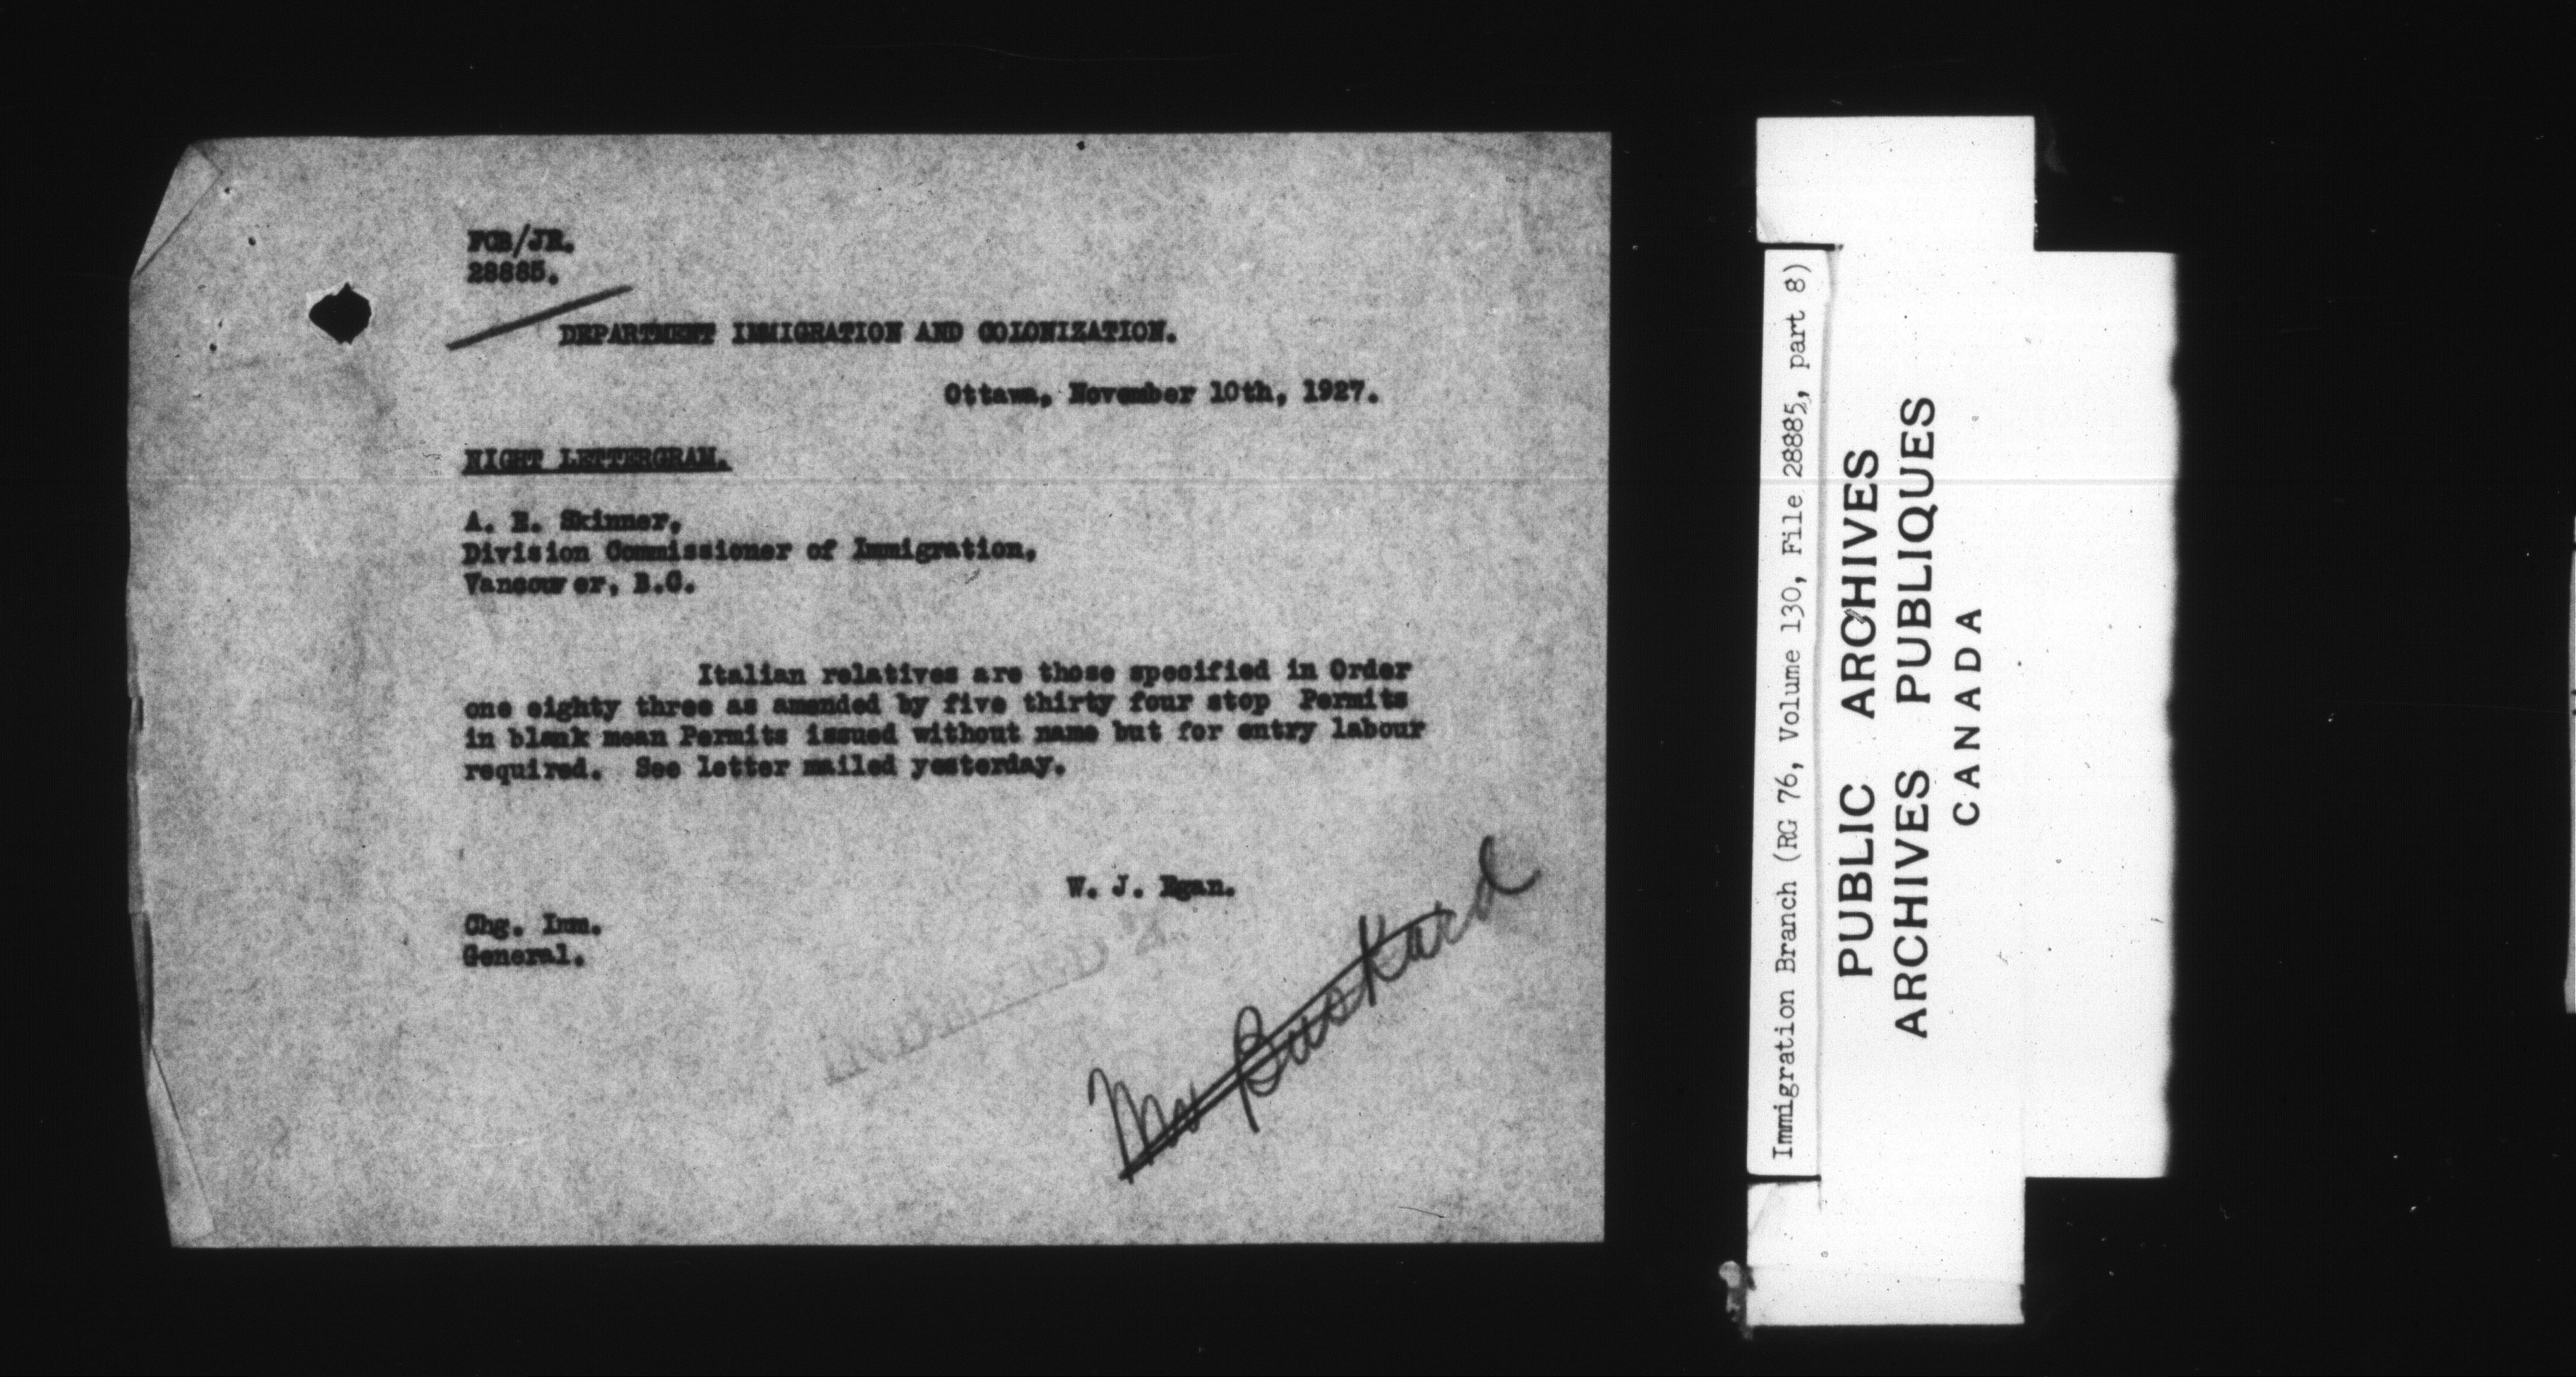 FCB/JR.
28885.
DEPARTMENT IMMIGRATION AND COLONIZATION.
Ottawa, November 10th, 1927.
NIGHT LETTERGRAM.
A. E. Skinner,
Division Commissioner of Immigration,
Vancouver, B.C.
Italian relatives are those specified in Order
one eighty three as amended by five thirty four stop Permits
in blank mean Permits issued without name but for entry labour
required. See letter mailed yesterday.
W. J. Egan.
Chg. Imm.
General.
Mr Buskard
Immigration Branch (RG 76, Volume 130, File 28885, part 8)
PUBLIC ARCHIVES
ARCHIVES PUBLIQUES
CANADA